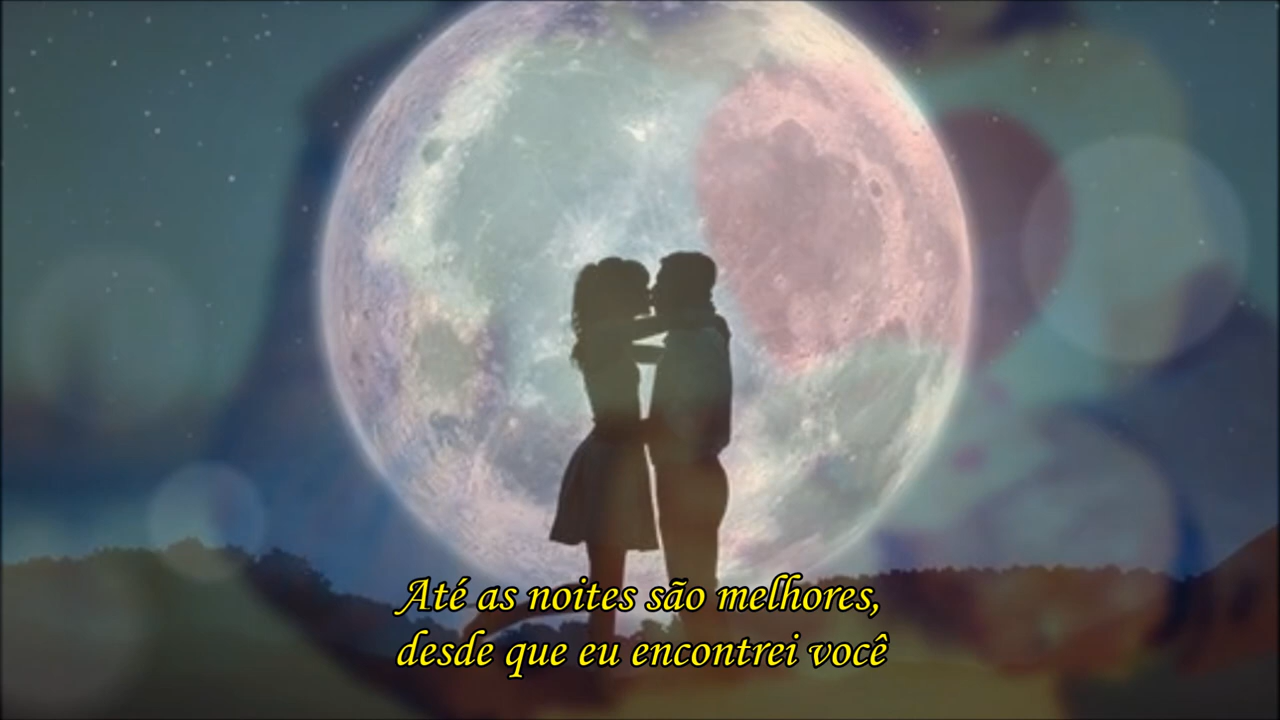 Até as noites são melhores,
desde que eu encontrei você